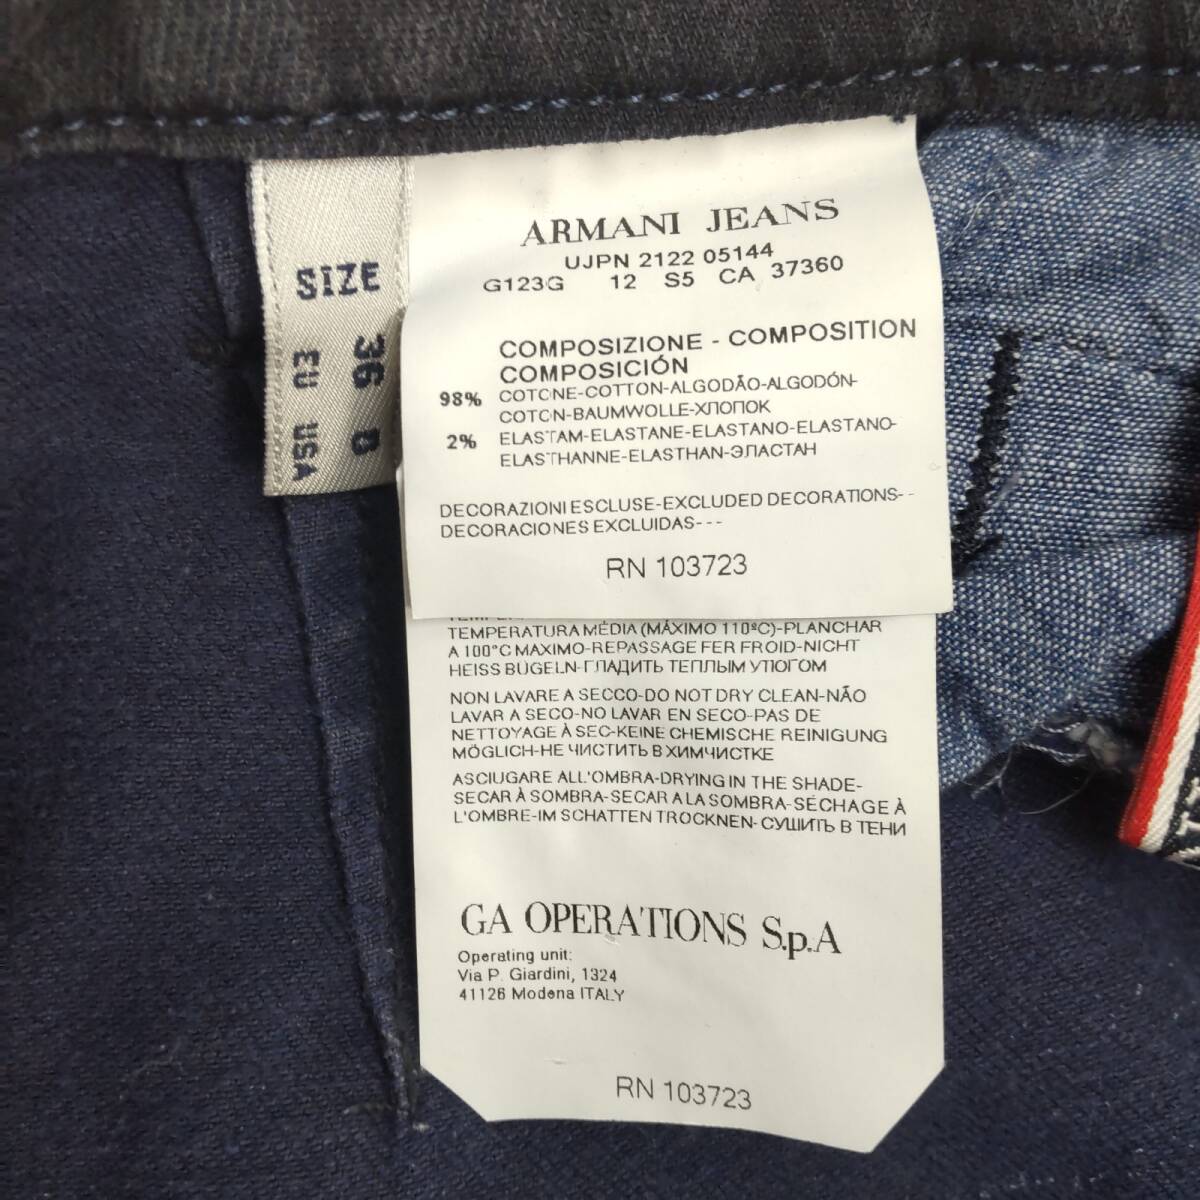 SIZE
EU 36
USA 8
ARMANI JEANS
UJPN 2122 05144
G123G 12 S5 CA 37360
COMPOSIZIONE - COMPOSITION
COMPOSICIÓN
98% COTONE-COTTON-ALGODÃO-ALGODÓN-
COTON-BAUMWOLLE-ХЛОПОК
2% ELASTAM-ELASTANE-ELASTANO-ELASTANO-
ELASTHANNE-ELASTHAN-ЭЛАСТАН
DECORAZIONI ESCLUSE-EXCLUDED DECORATIONS--
DECORACIONES EXCLUIDAS---
RN 103723
TEMPERATURA MÉDIA (MÁXIMO 110ºC)-PLANCHAR
A 100°C MAXIMO-REPASSAGE FER FROID-NICHT
HEISS BÜGELN-ГЛАДИТЬ ТЕПЛЫМ УТЮГОМ
NON LAVARE A SECCO-DO NOT DRY CLEAN-NÃO
LAVAR A SECO-NO LAVAR EN SECO-PAS DE
NETTOYAGE À SEC-KEINE CHEMISCHE REINIGUNG
MÖGLICH-НЕ ЧИСТИТЬ В ХИМЧИСТКЕ
ASCIUGARE ALL'OMBRA-DRYING IN THE SHADE-
SECAR À SOMBRA-SECAR A LA SOMBRA-SÉCHAGE À
L'OMBRE-IM SCHATTEN TROCKNEN-СУШИТЬ В ТЕНИ
GA OPERATIONS S.p.A
Operating unit:
Via P. Giardini, 1324
41126 Modena ITALY
RN 103723